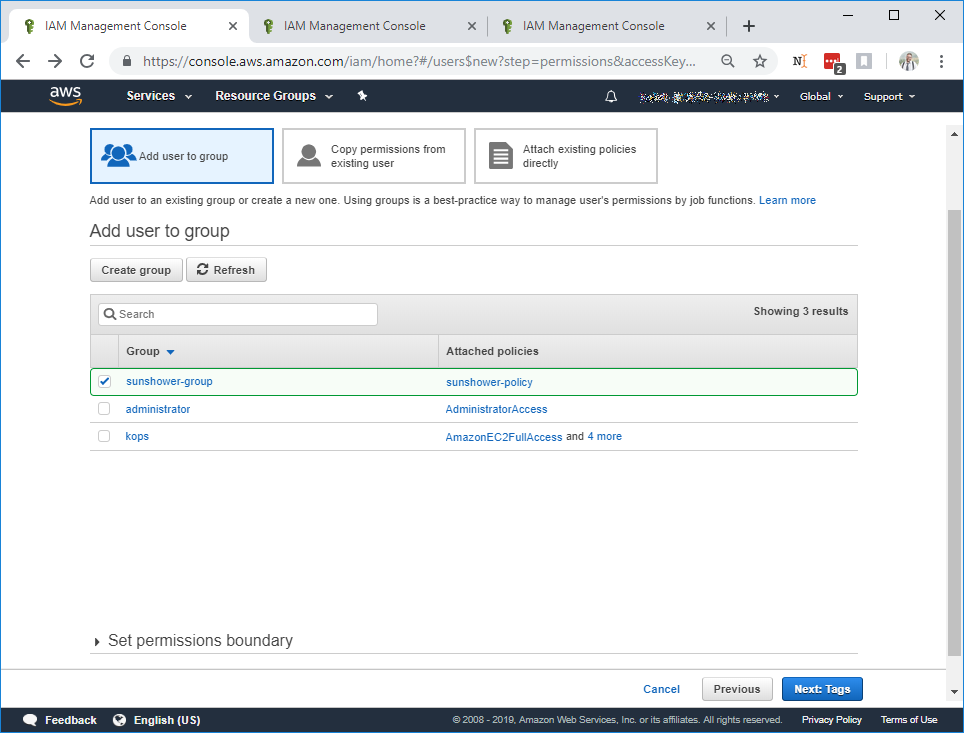 IAM Management Console
IAM Management Console
IAM Management Console
https://console.aws.amazon.com/iam/home?#/users$new?step=permissions&accessKey...
2
aws
Services
Resource Groups
Global
Support
Add user to group
Copy permissions from
existing user
Attach existing policies
directly
Add user to an existing group or create a new one. Using groups is a best-practice way to manage user's permissions by job functions. Learn more
Add user to group
Create group
Refresh
Search
Showing 3 results
Group
Attached policies
sunshower-group
sunshower-policy
administrator
AdministratorAccess
kops
AmazonEC2FullAccess and 4 more
Set permissions boundary
Cancel
Previous
Next: Tags
Feedback
English (US)
© 2008 - 2019, Amazon Web Services, Inc. or its affiliates. All rights reserved.
Privacy Policy
Terms of Use